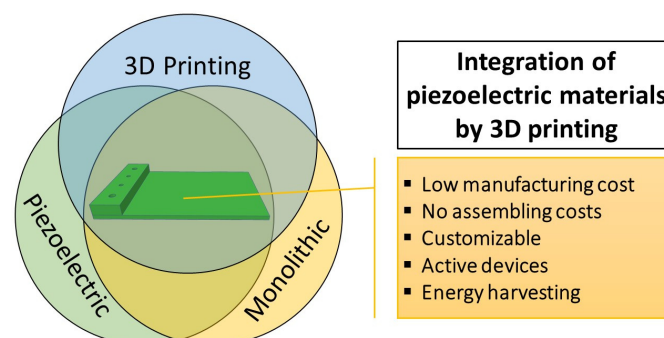 3D Printing
Piezoelectric
Monolithic
Integration of
piezoelectric materials
by 3D printing
▪ Low manufacturing cost
▪ No assembling costs
▪ Customizable
▪ Active devices
▪ Energy harvesting